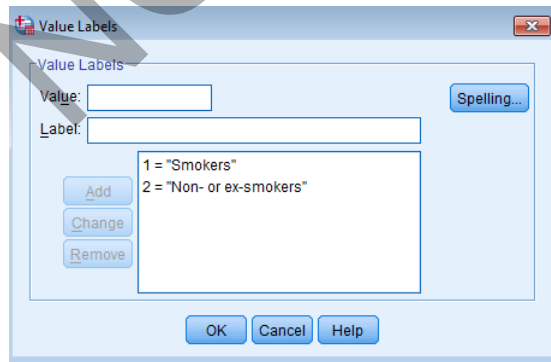 Value Labels
Value Labels
Value:
Spelling...
Label:
1 = "Smokers"
Add
2 = "Non- or ex-smokers"
Change
Remove
OK Cancel Help